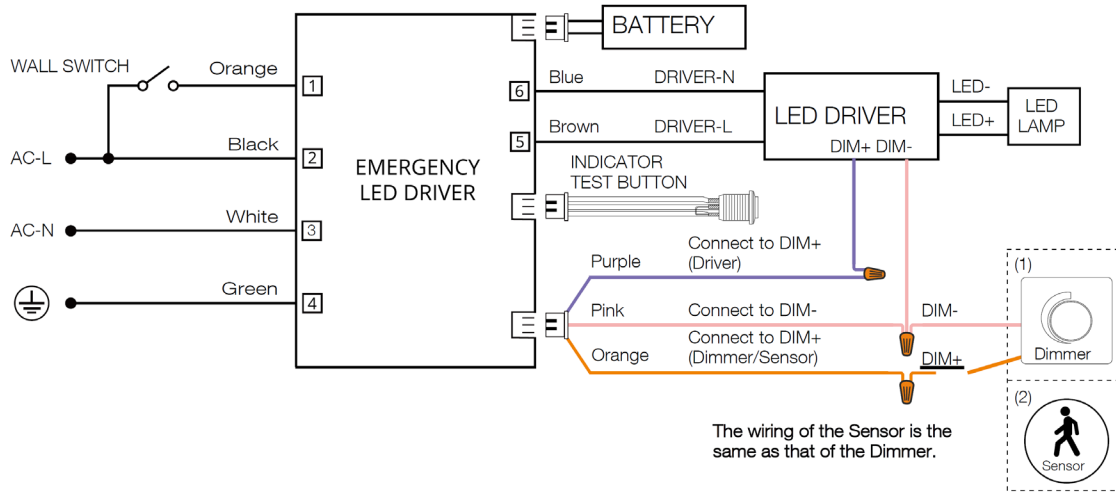 BATTERY
WALL SWITCH
Orange
1
6
Blue
DRIVER-N
LED DRIVER
LED-
LED
LAMP
LED+
AC-L
Black
2
5
Brown
DRIVER-L
DIM+ DIM-
EMERGENCY
LED DRIVER
INDICATOR
TEST BUTTON
AC-N
White
3
Purple
Connect to DIM+
(Driver)
Green
4
Pink
Connect to DIM-
DIM-
Orange
Connect to DIM+
(Dimmer/Sensor)
DIM+
(1)
Dimmer
(2)
Sensor
The wiring of the Sensor is the
same as that of the Dimmer.